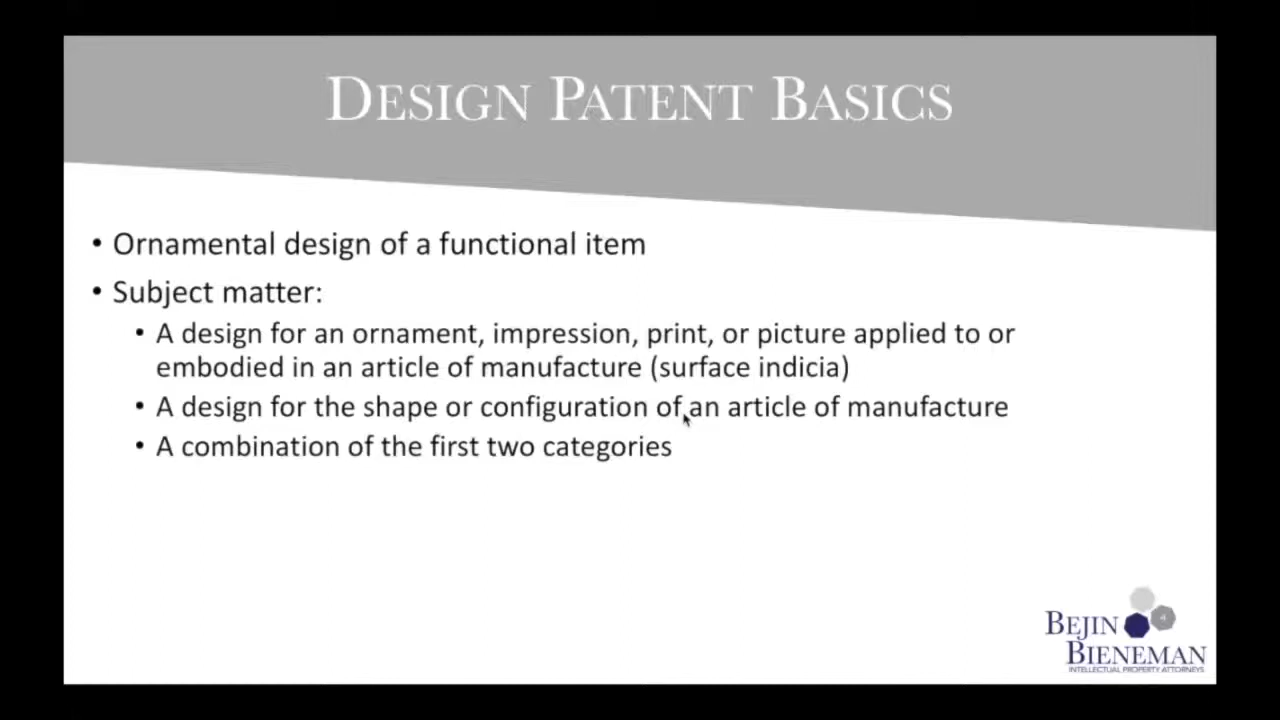 DESIGN PATENT BASICS
• Ornamental design of a functional item
• Subject matter:
• A design for an ornament, impression, print, or picture applied to or
embodied in an article of manufacture (surface indicia)
• A design for the shape or configuration of an article of manufacture
• A combination of the first two categories
4
BEJIN
BIENEMAN
INTELLECTUAL PROPERTY ATTORNEYS